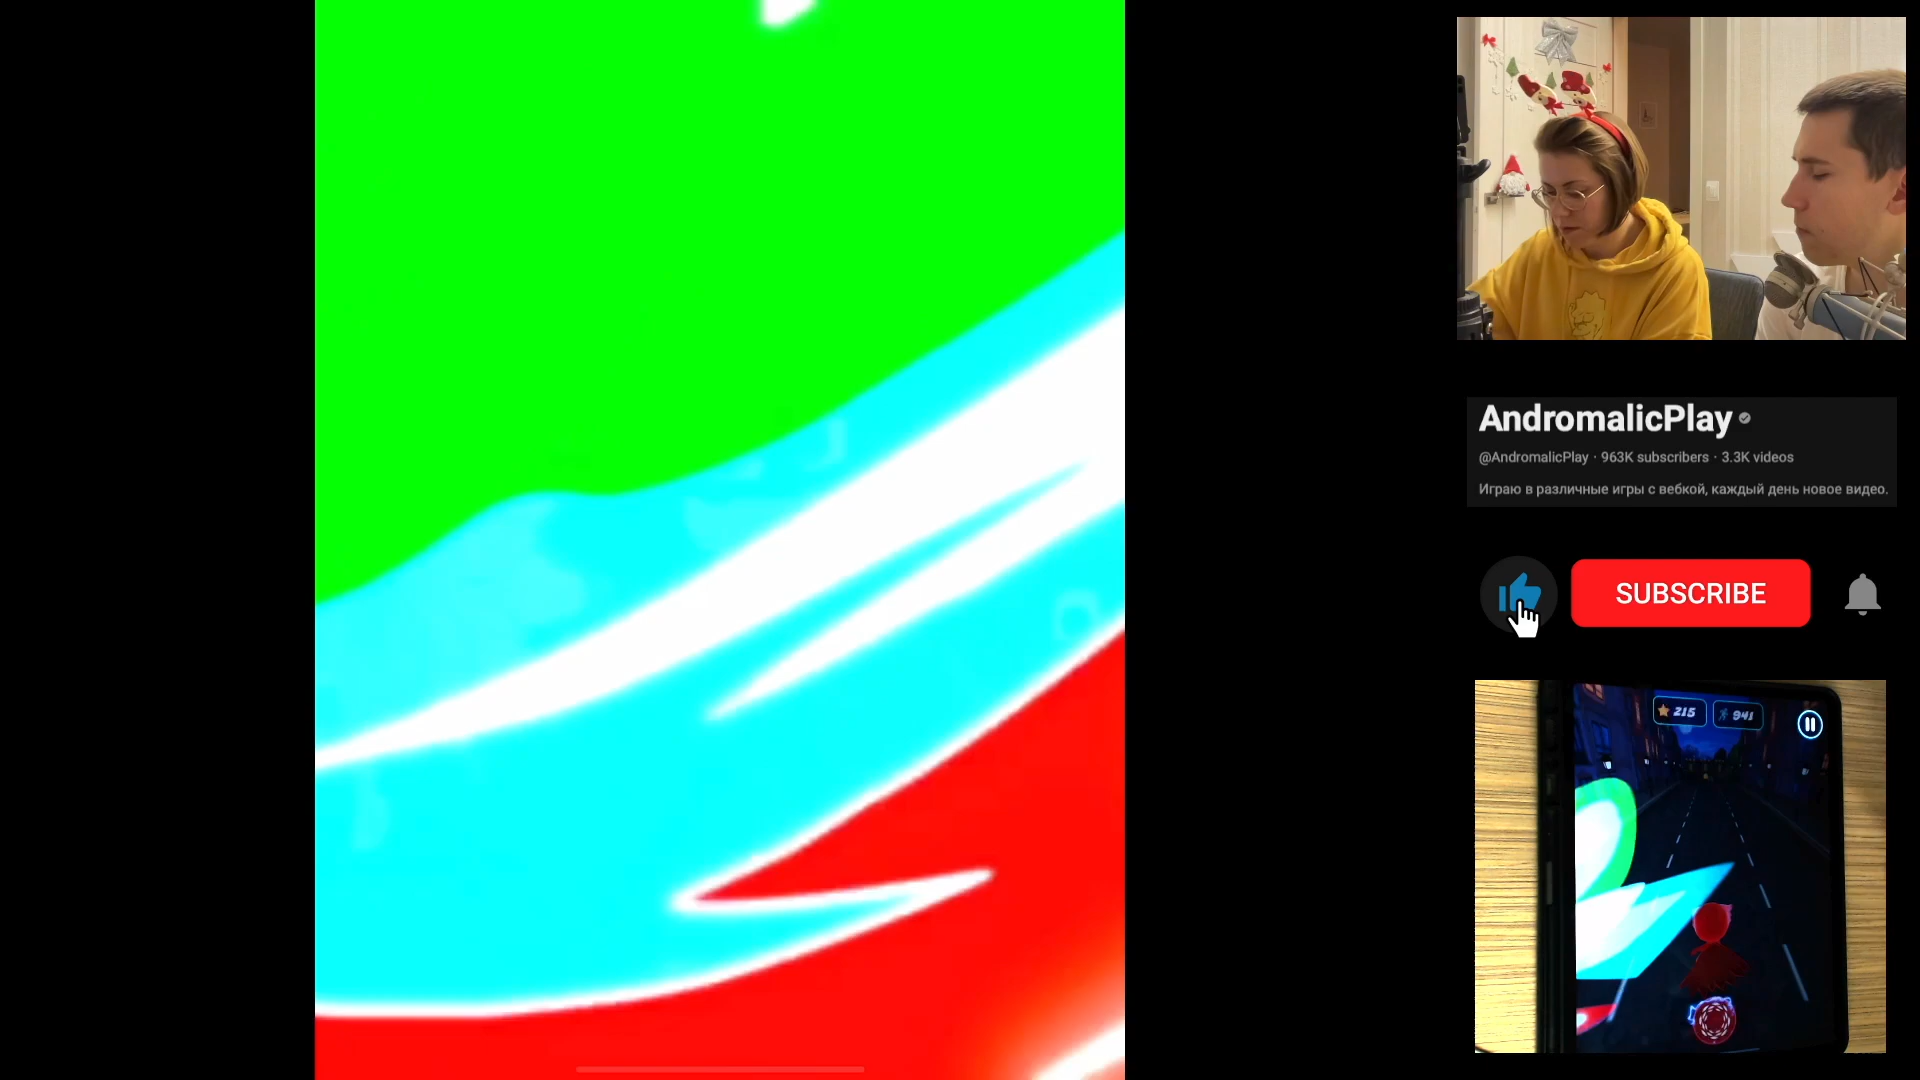 AndromalicPlay
@AndromalicPlay · 963K subscribers · 3.3K videos
Играю в различные игры с вебкой, каждый день новое видео.
SUBSCRIBE
215
941